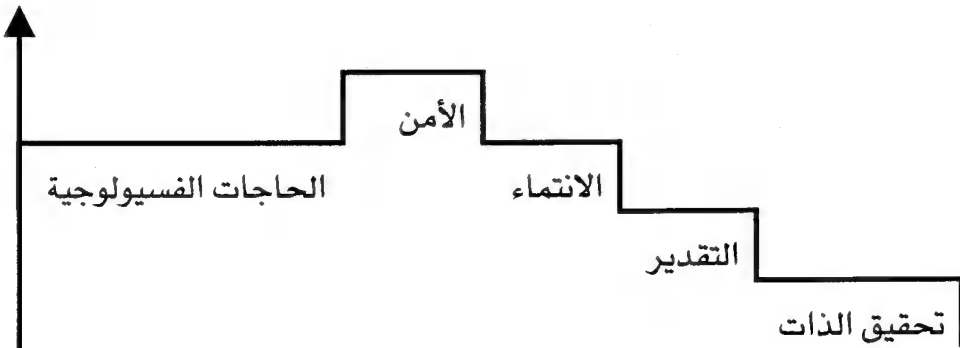 الأمن
الحاجات الفسيولوجية
الانتماء
التقدير
تحقيق الذات